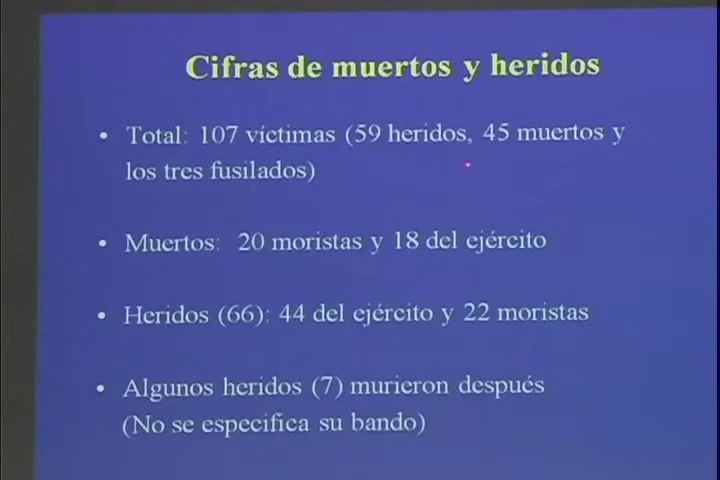 Cifras de muertos y heridos
• Total: 107 víctimas (59 heridos, 45 muertos y
los tres fusilados)
• Muertos: 20 moristas y 18 del ejército
• Heridos (66): 44 del ejército y 22 moristas
• Algunos heridos (7) murieron después
(No se especifica su bando)